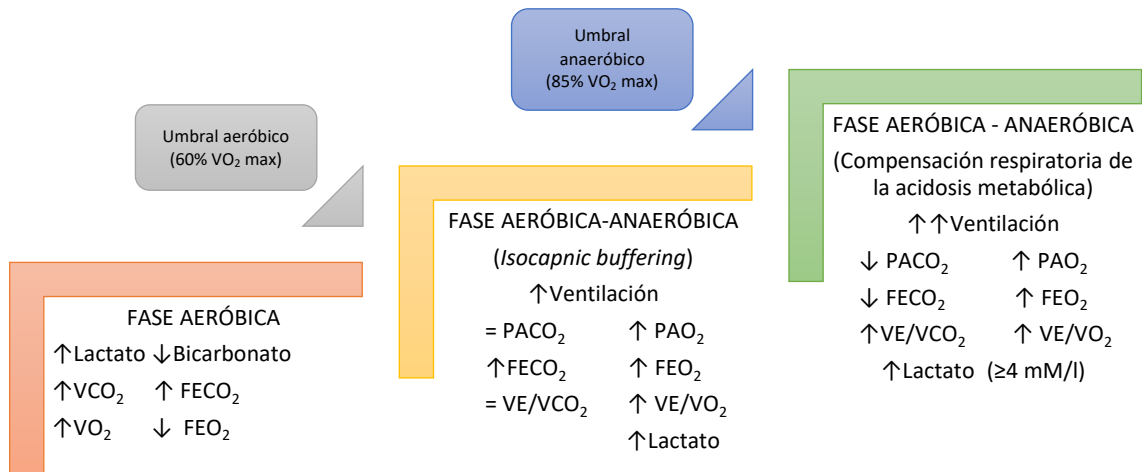 Umbral aeróbico
(60% VO₂ max)
FASE AERÓBICA
↑Lactato ↓Bicarbonato
↑VCO₂ ↑ FECO₂
↑VO₂ ↓ FEO₂
Umbral
anaeróbico
(85% VO₂ max)
FASE AERÓBICA-ANAERÓBICA
(Isocapnic buffering)
↑Ventilación
= PACO₂ ↑ PAO₂
↑FECO₂ ↑ FEO₂
= VE/VCO₂ ↑ VE/VO₂
↑Lactato
FASE AERÓBICA - ANAERÓBICA
(Compensación respiratoria de
la acidosis metabólica)
↑↑Ventilación
↓ PACO₂ ↑ PAO₂
↓ FECO₂ ↑ FEO₂
↑VE/VCO₂ ↑ VE/VO₂
↑Lactato (≥4 mM/l)